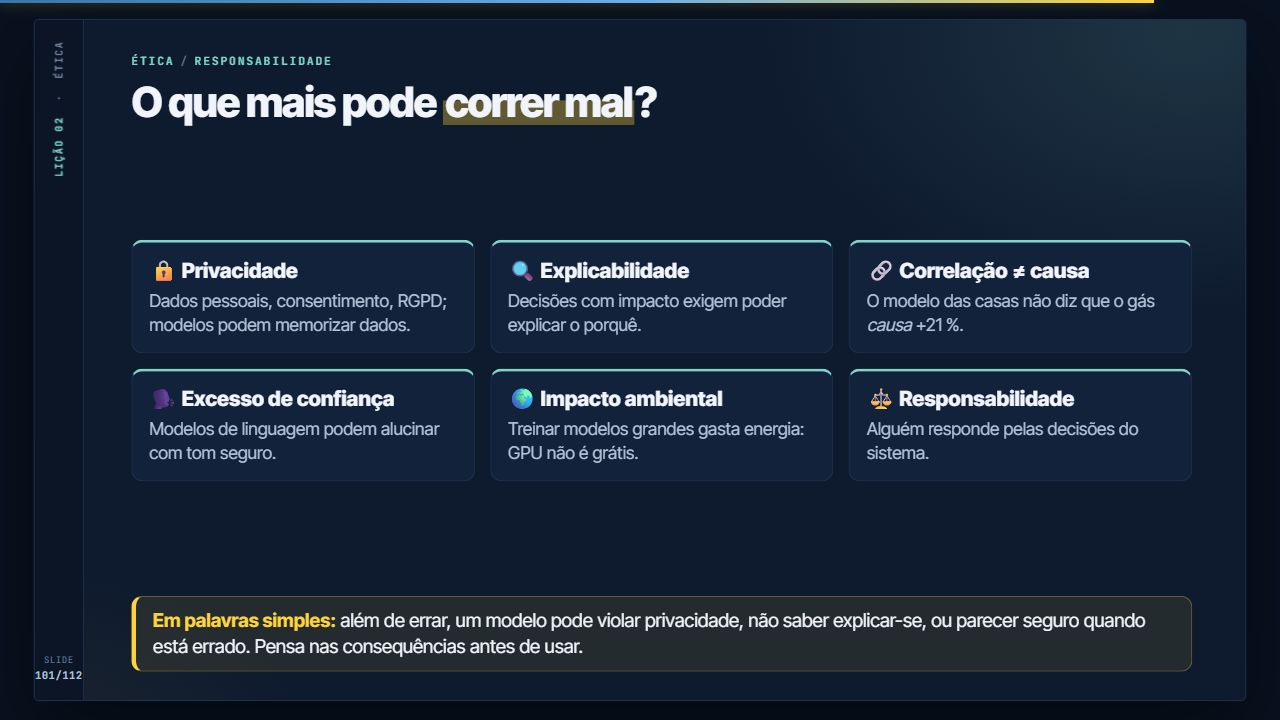 LIÇÃO 02 · ÉTICA
ÉTICA / RESPONSABILIDADE
O que mais pode correr mal?
🔒 Privacidade
Dados pessoais, consentimento, RGPD;
modelos podem memorizar dados.
🔍 Explicabilidade
Decisões com impacto exigem poder
explicar o porquê.
🔗 Correlação ≠ causa
O modelo das casas não diz que o gás
causa +21 %.
🗣️ Excesso de confiança
Modelos de linguagem podem alucinar
com tom seguro.
🌍 Impacto ambiental
Treinar modelos grandes gasta energia:
GPU não é grátis.
⚖️ Responsabilidade
Alguém responde pelas decisões do
sistema.
Em palavras simples: além de errar, um modelo pode violar privacidade, não saber explicar-se, ou parecer seguro quando
está errado. Pensa nas consequências antes de usar.
SLIDE
101/112